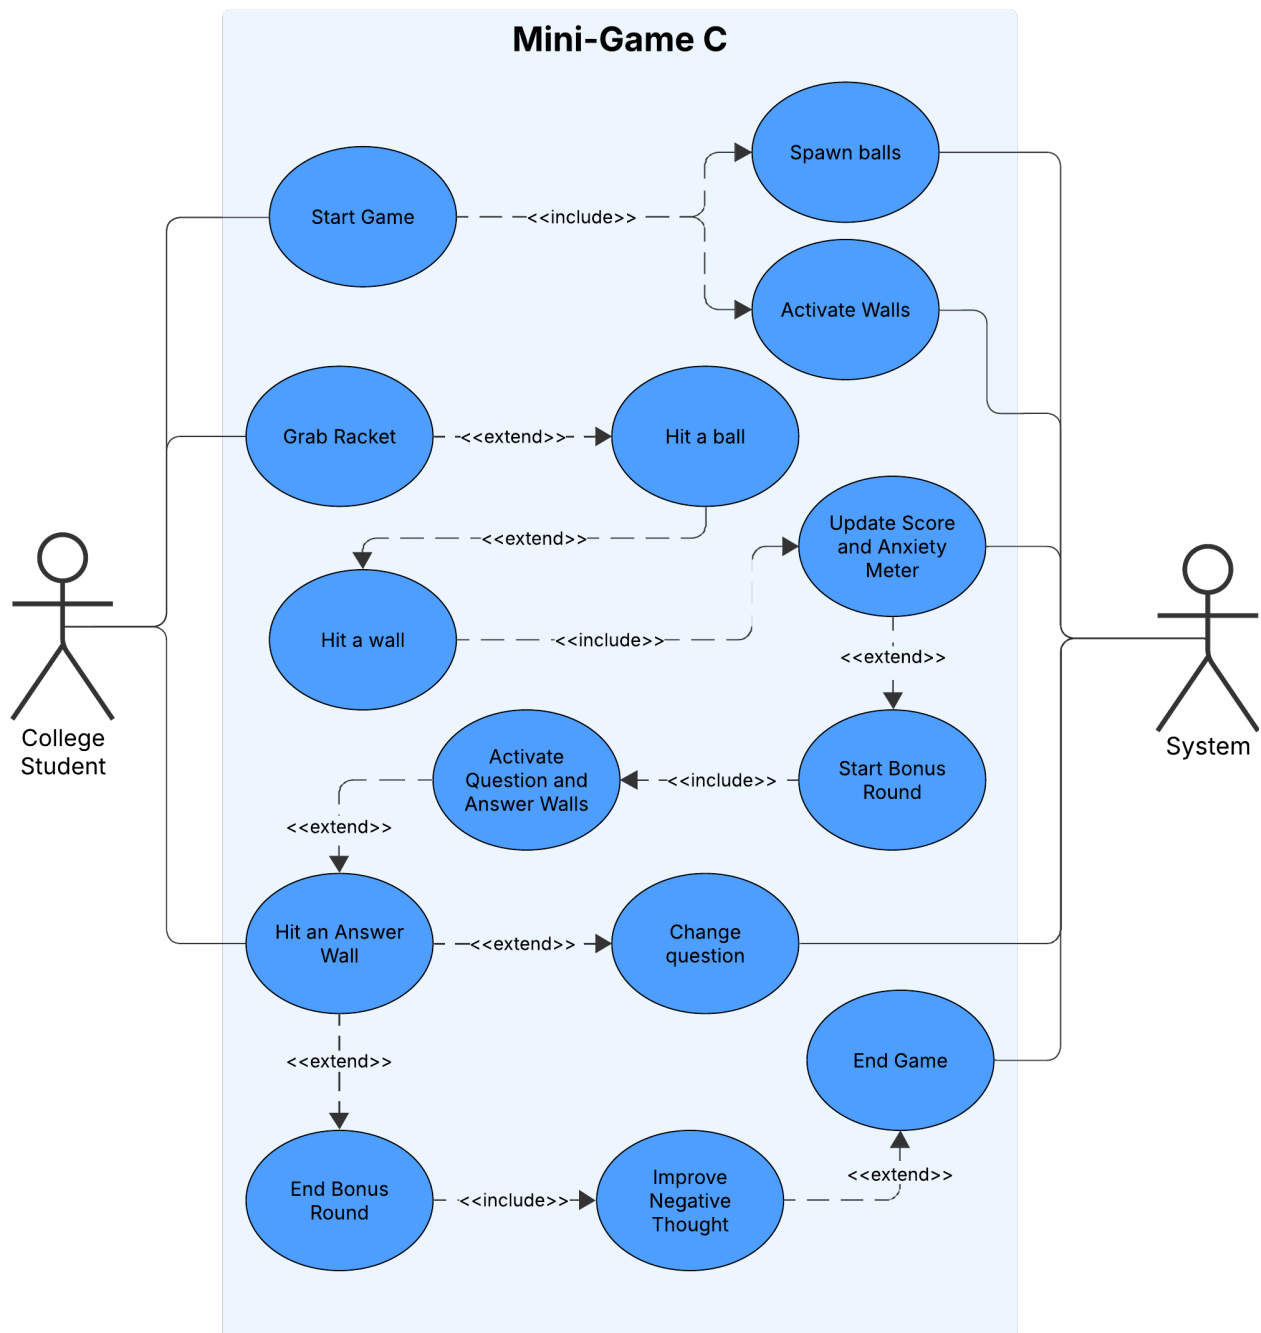 Mini-Game C
Spawn balls
Start Game
<<include>>
Activate Walls
Grab Racket
<<extend>>
Hit a ball
Update Score
and Anxiety
Meter
<<extend>>
Hit a wall
<<include>>
<<extend>>
College
Student
System
Activate
Question and
Answer Walls
<<include>>
Start Bonus
Round
<<extend>>
Hit an Answer
Wall
<<extend>>
Change
question
<<extend>>
End Game
End Bonus
Round
<<include>>
Improve
Negative
Thought
<<extend>>